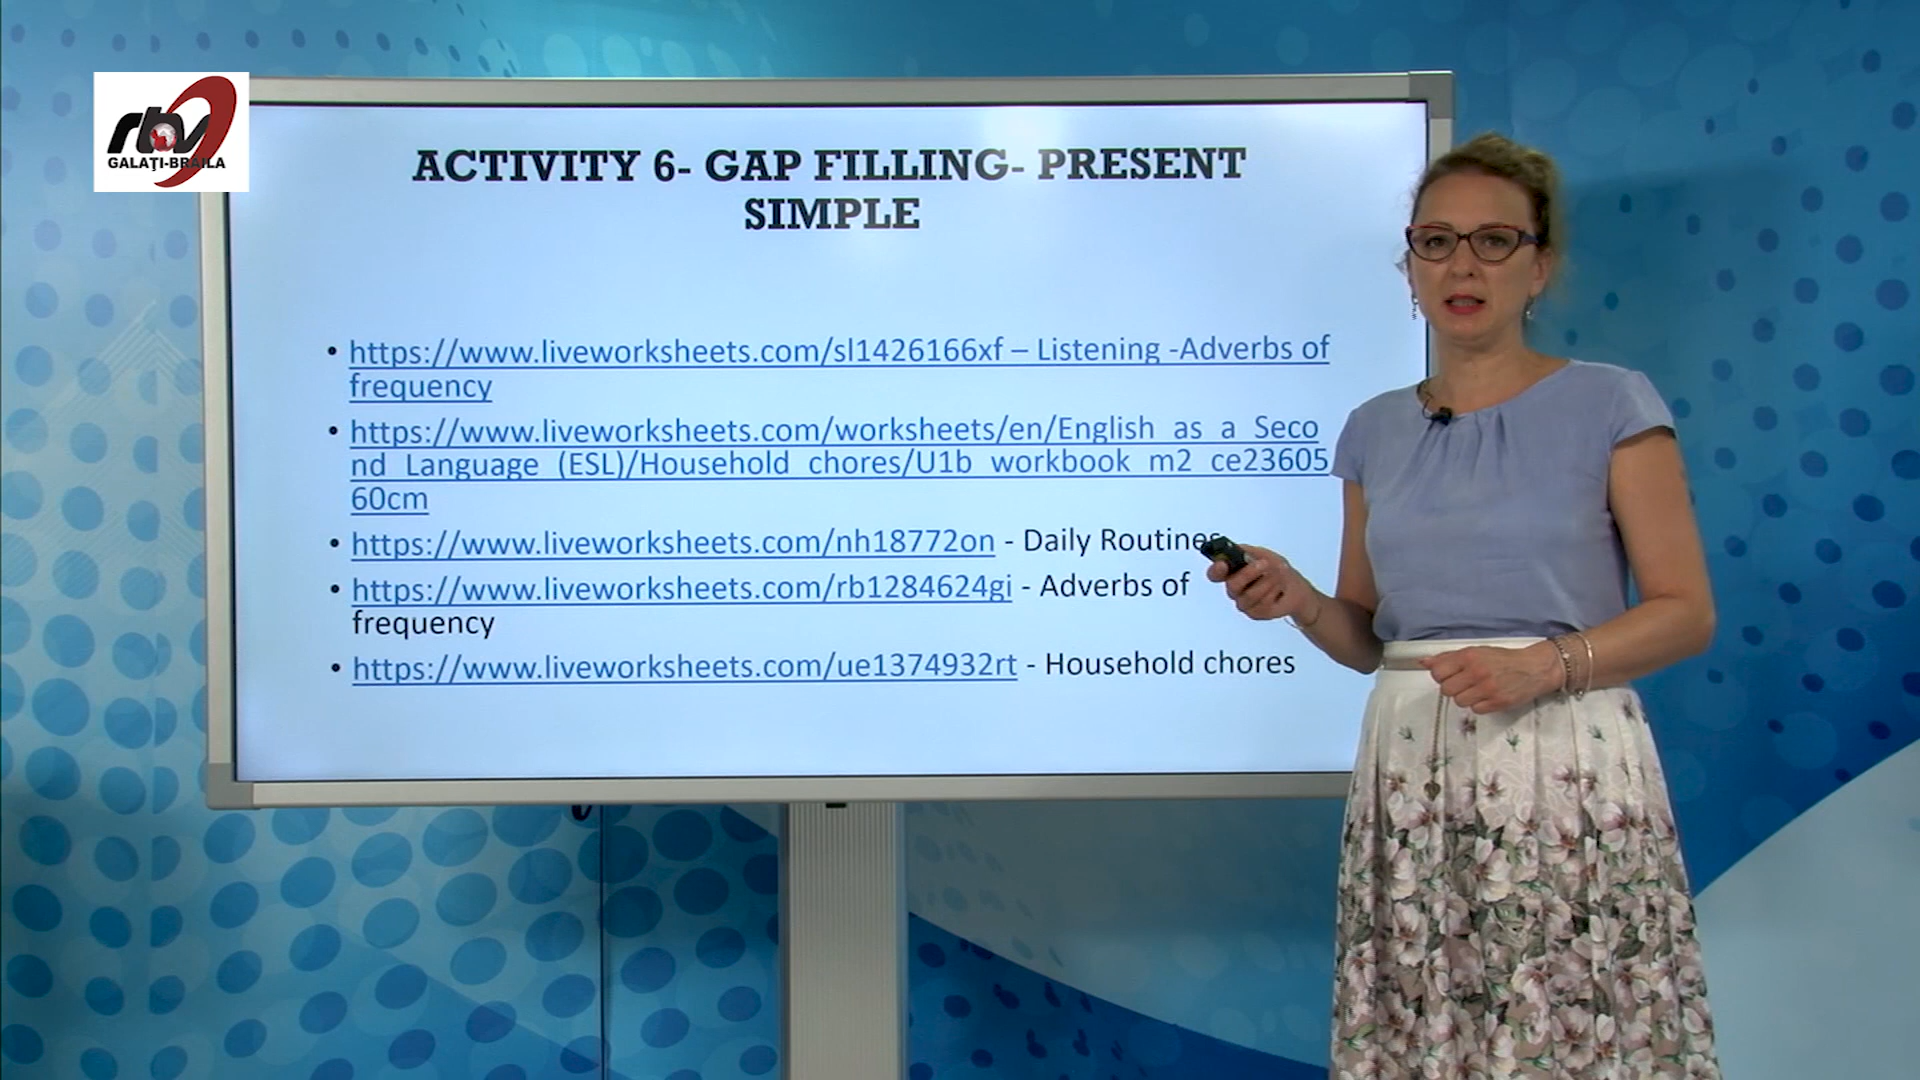 rtv
GALAŢI-BRĂILA
ACTIVITY 6- GAP FILLING- PRESENT
SIMPLE
• https://www.liveworksheets.com/sl1426166xf – Listening -Adverbs of
frequency
• https://www.liveworksheets.com/worksheets/en/English_as_a_Seco
nd_Language_(ESL)/Household_chores/U1b_workbook_m2_ce23605
60cm
• https://www.liveworksheets.com/nh18772on - Daily Routines
• https://www.liveworksheets.com/rb1284624gi - Adverbs of
frequency
• https://www.liveworksheets.com/ue1374932rt - Household chores